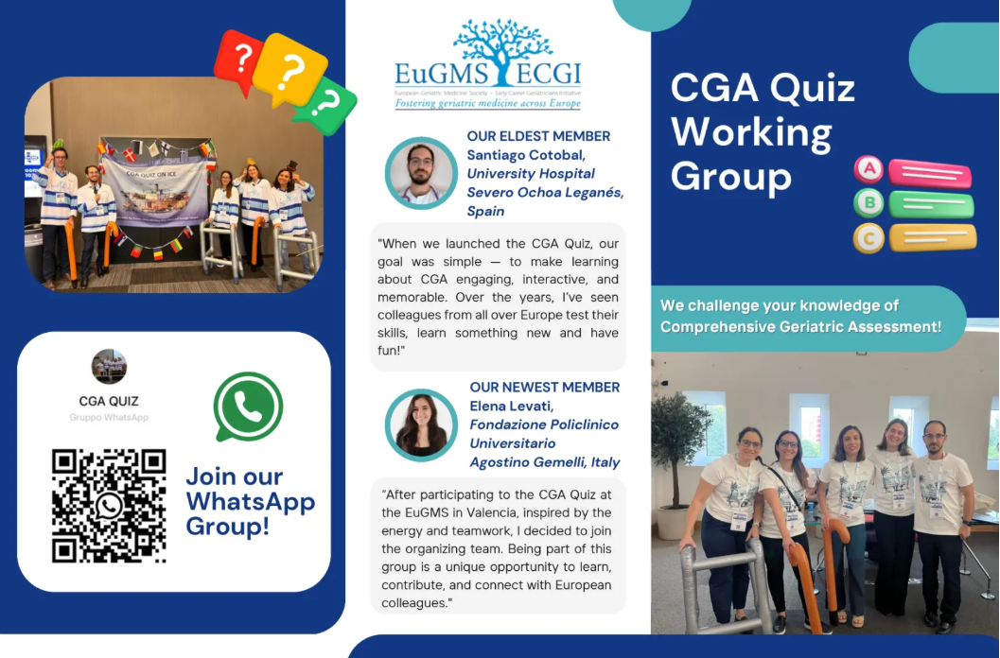 ?
?
?
CGA QUIZ ON ICE
CGA QUIZ
Gruppo WhatsApp
Join our
WhatsApp
Group!
EuGMS ECGI
European Geriatric Medicine Society • Early Career Geriatricians Initiative
Fostering geriatric medicine across Europe
OUR ELDEST MEMBER
Santiago Cotobal,
University Hospital
Severo Ochoa Leganés,
Spain
"When we launched the CGA Quiz, our
goal was simple — to make learning
about CGA engaging, interactive, and
memorable. Over the years, I've seen
colleagues from all over Europe test their
skills, learn something new and have
fun!"
OUR NEWEST MEMBER
Elena Levati,
Fondazione Policlinico
Universitario
Agostino Gemelli, Italy
"After participating to the CGA Quiz at
the EuGMS in Valencia, inspired by the
energy and teamwork, I decided to join
the organizing team. Being part of this
group is a unique opportunity to learn,
contribute, and connect with European
colleagues."
CGA Quiz
Working
Group
A
B
C
We challenge your knowledge of
Comprehensive Geriatric Assessment!